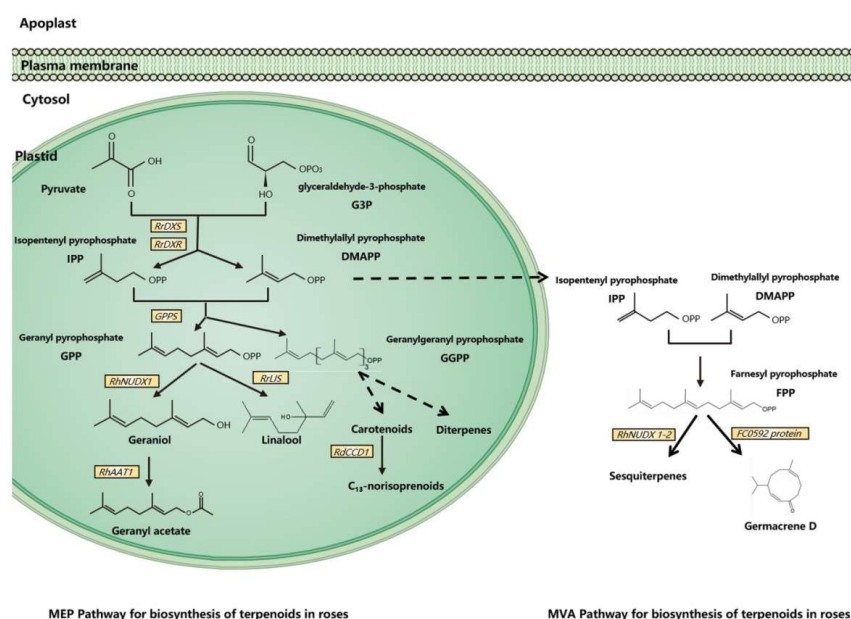 Apoplast
Plasma membrane
Cytosol
Plastid
O
OH
O
Pyruvate
O
OPO₃
HO
glyceraldehyde-3-phosphate
G3P
RrDXS
RrDXR
Isopentenyl pyrophosphate
IPP
OPP
Dimethylallyl pyrophosphate
DMAPP
OPP
GPPS
Geranyl pyrophosphate
GPP
OPP
OPP
3
Geranylgeranyl pyrophosphate
GGPP
RhNUDX1
RrLIS
OH
Geraniol
HO
Linalool
Carotenoids
Diterpenes
RdCCD1
C₁₃-norisoprenoids
RhAAT1
O
O
Geranyl acetate
Isopentenyl pyrophosphate
IPP
OPP
Dimethylallyl pyrophosphate
DMAPP
OPP
Farnesyl pyrophosphate
FPP
OPP
RhNUDX 1-2
FC0592 protein
Sesquiterpenes
O
Germacrene D
MEP Pathway for biosynthesis of terpenoids in roses
MVA Pathway for biosynthesis of terpenoids in roses